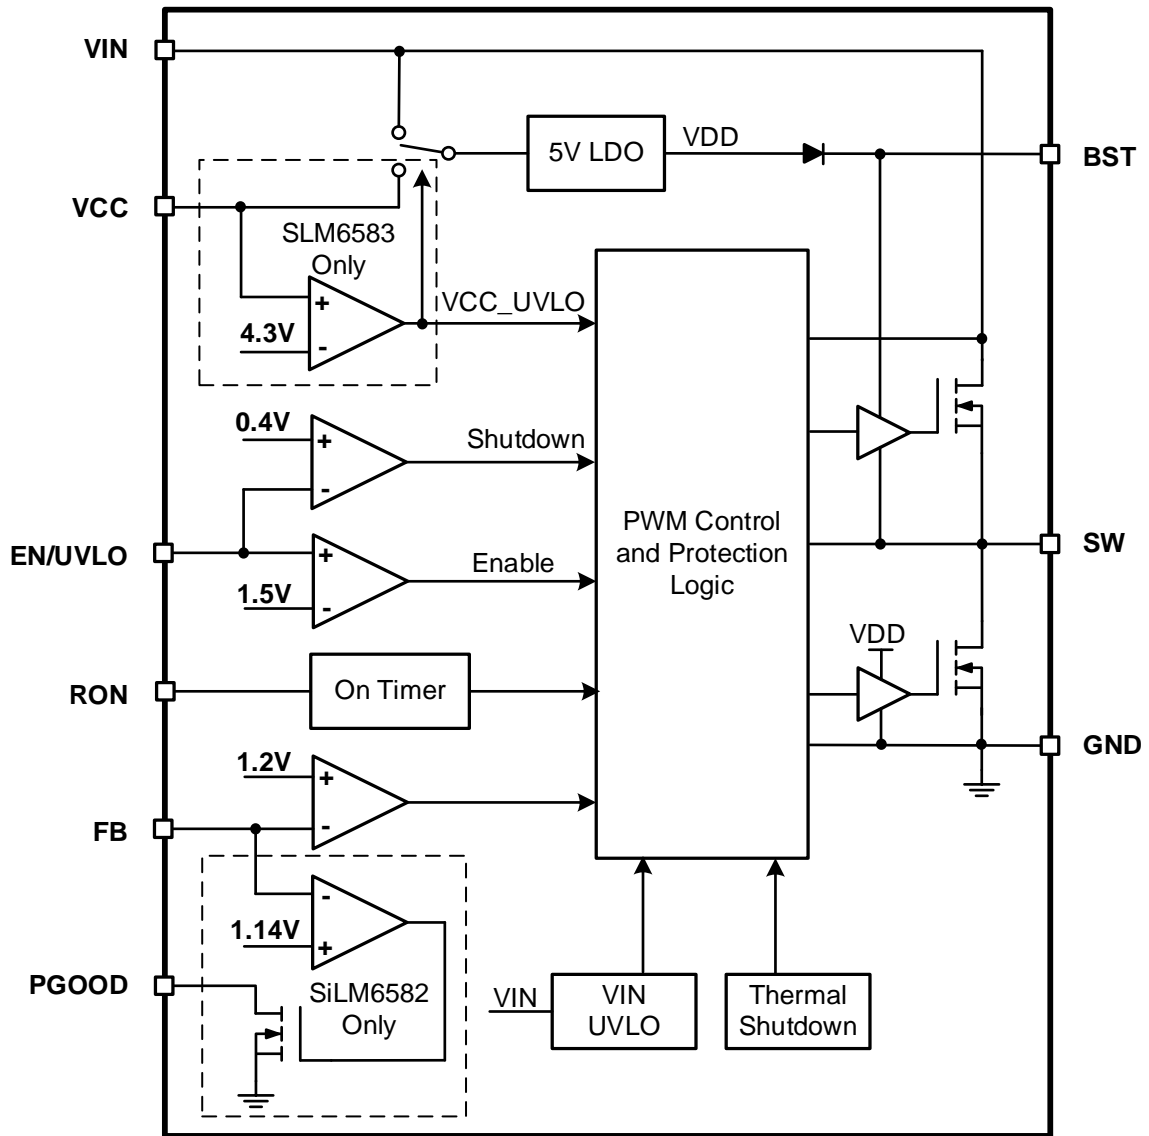 VIN
5V LDO
VDD
BST
VCC
SLM6583
Only
+
4.3V
-
VCC_UVLO
0.4V
+
-
Shutdown
EN/UVLO
+
1.5V
-
Enable
PWM Control
and Protection
Logic
SW
VDD
RON
On Timer
GND
1.2V
+
-
FB
-
1.14V
+
PGOOD
SiLM6582
Only
VIN
VIN
UVLO
Thermal
Shutdown